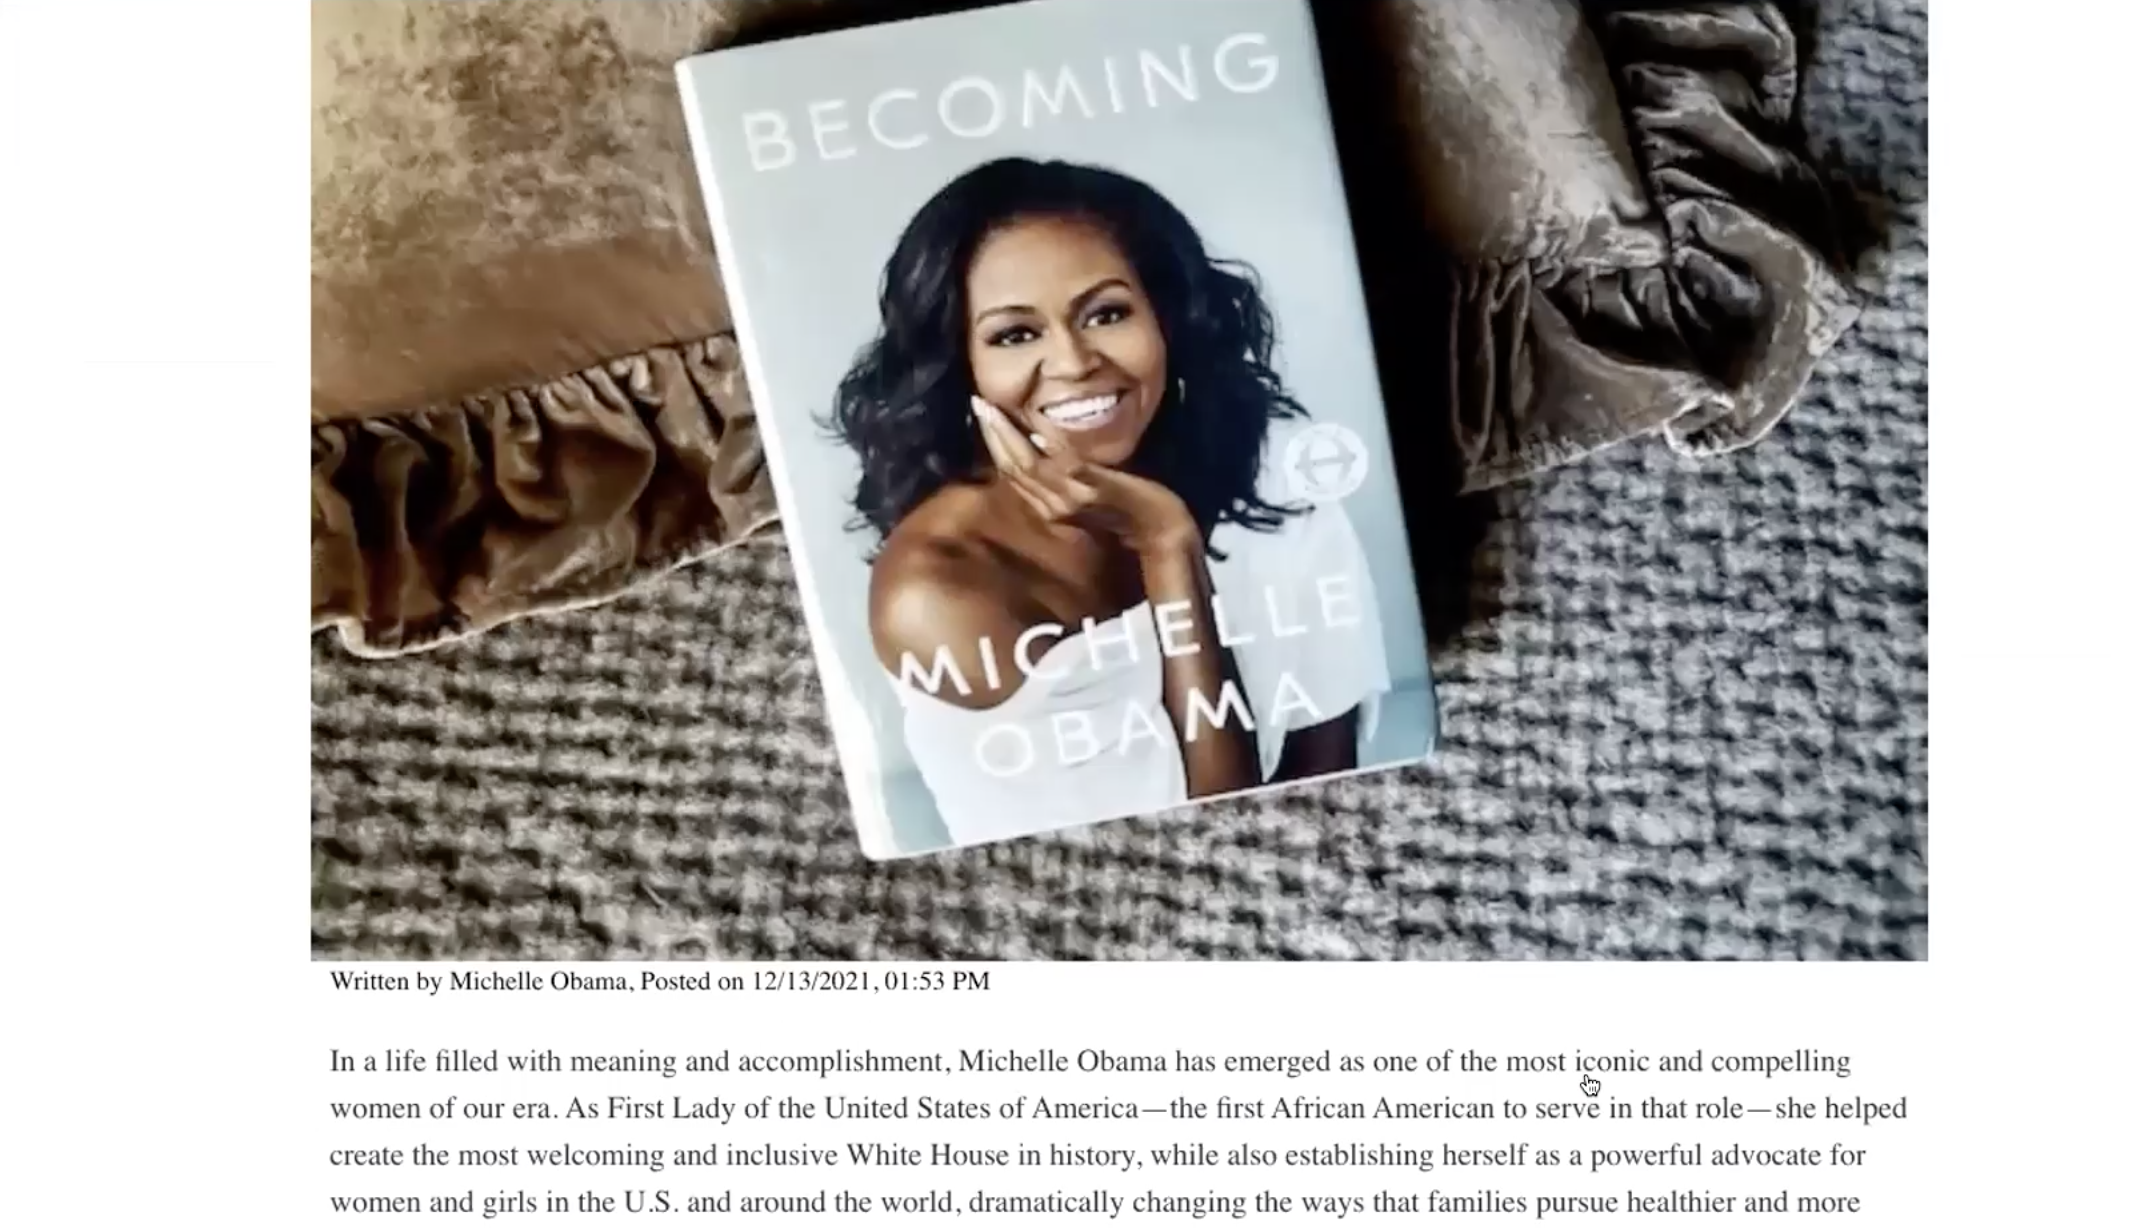 BECOMING
MICHELLE
OBAMA
Written by Michelle Obama, Posted on 12/13/2021, 01:53 PM
In a life filled with meaning and accomplishment, Michelle Obama has emerged as one of the most iconic and compelling
women of our era. As First Lady of the United States of America—the first African American to serve in that role—she helped
create the most welcoming and inclusive White House in history, while also establishing herself as a powerful advocate for
women and girls in the U.S. and around the world, dramatically changing the ways that families pursue healthier and more